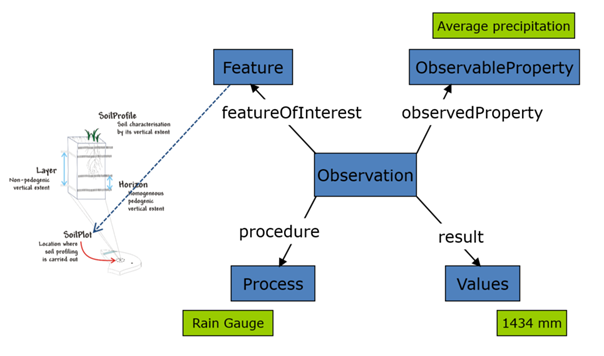 Average precipitation
Feature
ObservableProperty
featureOfInterest
observedProperty
SoilProfile
Soil characterisation
by its vertical extent
Layer
Non-pedogenic
vertical extent
Horizon
Homogeneous
pedogenic
vertical extent
Observation
SoilPlot
Location where
soil profiling
is carried out
procedure
result
Process
Values
Rain Gauge
1434 mm